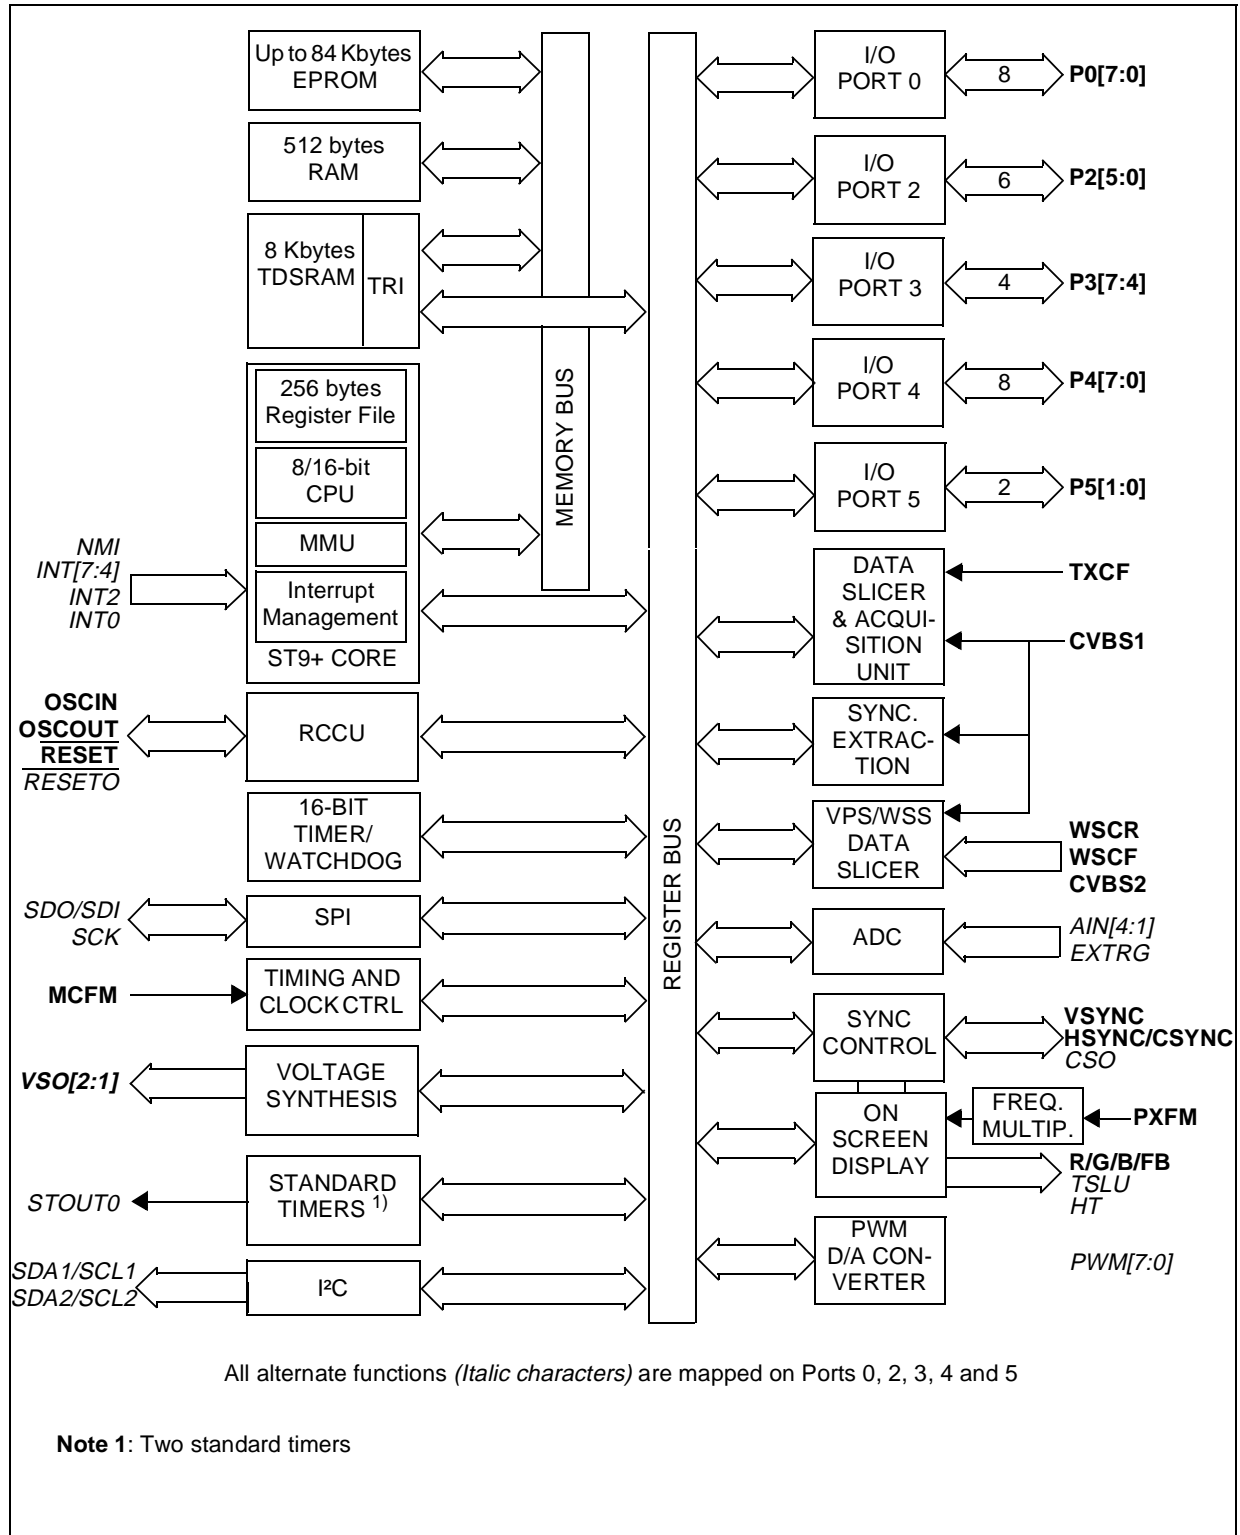 Up to 84 Kbytes
EPROM
512 bytes
RAM
8 Kbytes
TDSRAM
TRI
256 bytes
Register File
8/16-bit
CPU
MMU
Interrupt
Management
ST9+ CORE
NMI
INT[7:4]
INT2
INT0
OSCIN
OSCOUT
RESET
RESETO
RCCU
16-BIT
TIMER/
WATCHDOG
SDO/SDI
SCK
SPI
MCFM
TIMING AND
CLOCK CTRL
VSO[2:1]
VOLTAGE
SYNTHESIS
STOUT0
STANDARD
TIMERS 1)
SDA1/SCL1
SDA2/SCL2
I²C
MEMORY BUS
REGISTER BUS
I/O
PORT 0
8
P0[7:0]
I/O
PORT 2
6
P2[5:0]
I/O
PORT 3
4
P3[7:4]
I/O
PORT 4
8
P4[7:0]
I/O
PORT 5
2
P5[1:0]
DATA
SLICER
& ACQUI-
SITION
UNIT
TXCF
CVBS1
SYNC.
EXTRAC-
TION
VPS/WSS
DATA
SLICER
WSCR
WSCF
CVBS2
ADC
AIN[4:1]
EXTRG
SYNC
CONTROL
VSYNC
HSYNC/CSYNC
CSO
ON
SCREEN
DISPLAY
FREQ.
MULTIP.
PXFM
R/G/B/FB
TSLU
HT
PWM
D/A CON-
VERTER
PWM[7:0]
All alternate functions (Italic characters) are mapped on Ports 0, 2, 3, 4 and 5
Note 1: Two standard timers